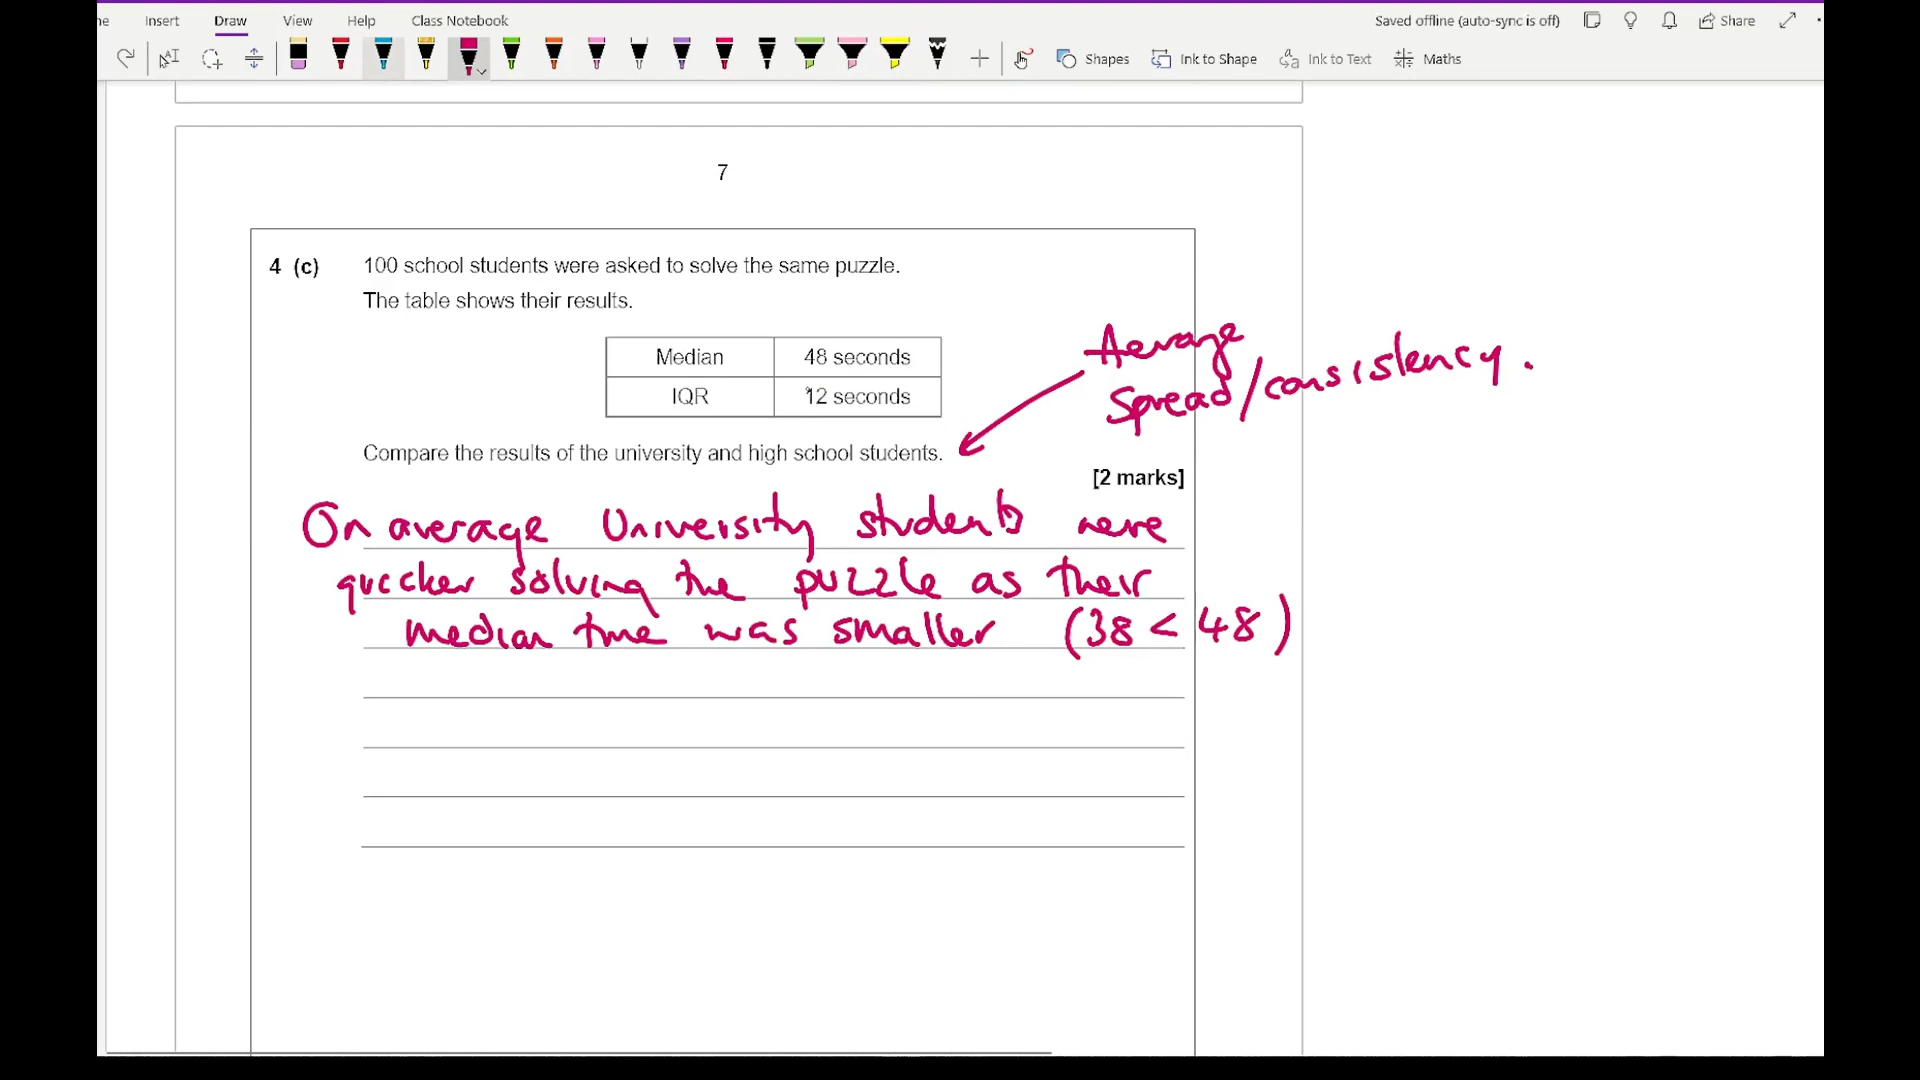 Insert Draw View Help Class Notebook Saved offline (auto-sync is off) Share
Shapes Ink to Shape Ink to Text Maths
7
4 (c) 100 school students were asked to solve the same puzzle.
The table shows their results.
Median 48 seconds
IQR 12 seconds
Average
Spread/consistency.
Compare the results of the university and high school students.
[2 marks]
On average University students were
quicker solving the puzzle as their
median time was smaller (38 < 48)